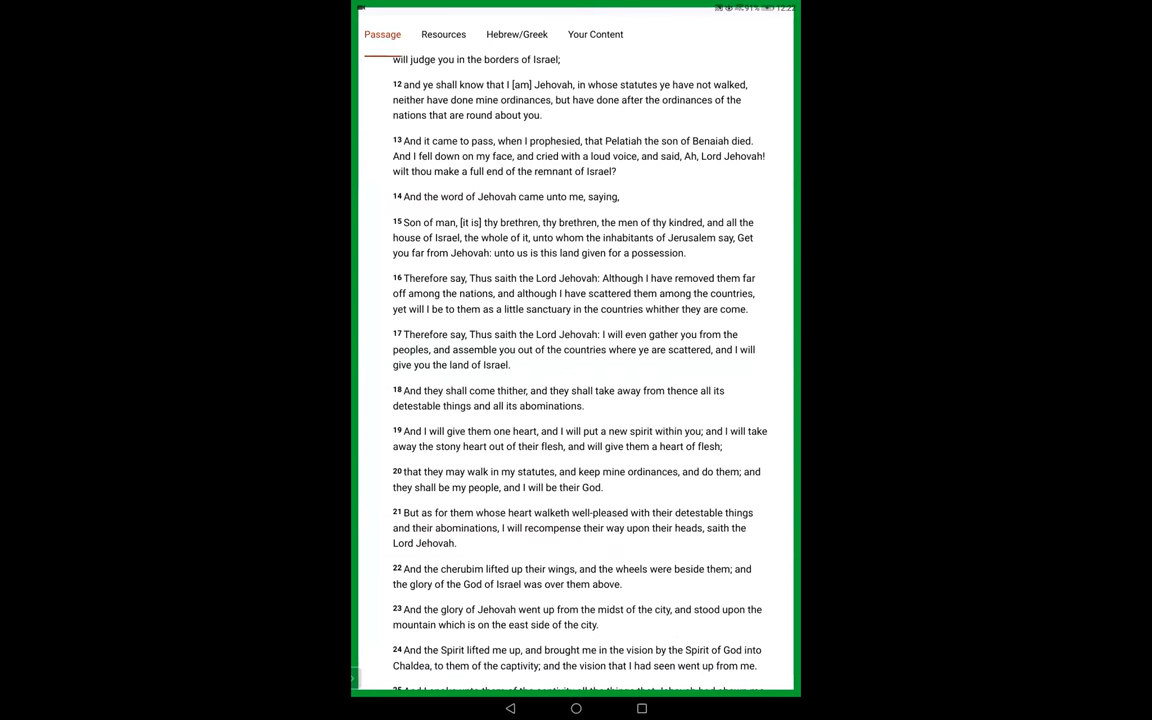 91% 12:22
Passage Resources Hebrew/Greek Your Content
will judge you in the borders of Israel;
12 and ye shall know that I [am] Jehovah, in whose statutes ye have not walked,
neither have done mine ordinances, but have done after the ordinances of the
nations that are round about you.
13 And it came to pass, when I prophesied, that Pelatiah the son of Benaiah died.
And I fell down on my face, and cried with a loud voice, and said, Ah, Lord Jehovah!
wilt thou make a full end of the remnant of Israel?
14 And the word of Jehovah came unto me, saying,
15 Son of man, [it is] thy brethren, thy brethren, the men of thy kindred, and all the
house of Israel, the whole of it, unto whom the inhabitants of Jerusalem say, Get
you far from Jehovah: unto us is this land given for a possession.
16 Therefore say, Thus saith the Lord Jehovah: Although I have removed them far
off among the nations, and although I have scattered them among the countries,
yet will I be to them as a little sanctuary in the countries whither they are come.
17 Therefore say, Thus saith the Lord Jehovah: I will even gather you from the
peoples, and assemble you out of the countries where ye are scattered, and I will
give you the land of Israel.
18 And they shall come thither, and they shall take away from thence all its
detestable things and all its abominations.
19 And I will give them one heart, and I will put a new spirit within you; and I will take
away the stony heart out of their flesh, and will give them a heart of flesh;
20 that they may walk in my statutes, and keep mine ordinances, and do them; and
they shall be my people, and I will be their God.
21 But as for them whose heart walketh well-pleased with their detestable things
and their abominations, I will recompense their way upon their heads, saith the
Lord Jehovah.
22 And the cherubim lifted up their wings, and the wheels were beside them; and
the glory of the God of Israel was over them above.
23 And the glory of Jehovah went up from the midst of the city, and stood upon the
mountain which is on the east side of the city.
24 And the Spirit lifted me up, and brought me in the vision by the Spirit of God into
Chaldea, to them of the captivity; and the vision that I had seen went up from me.